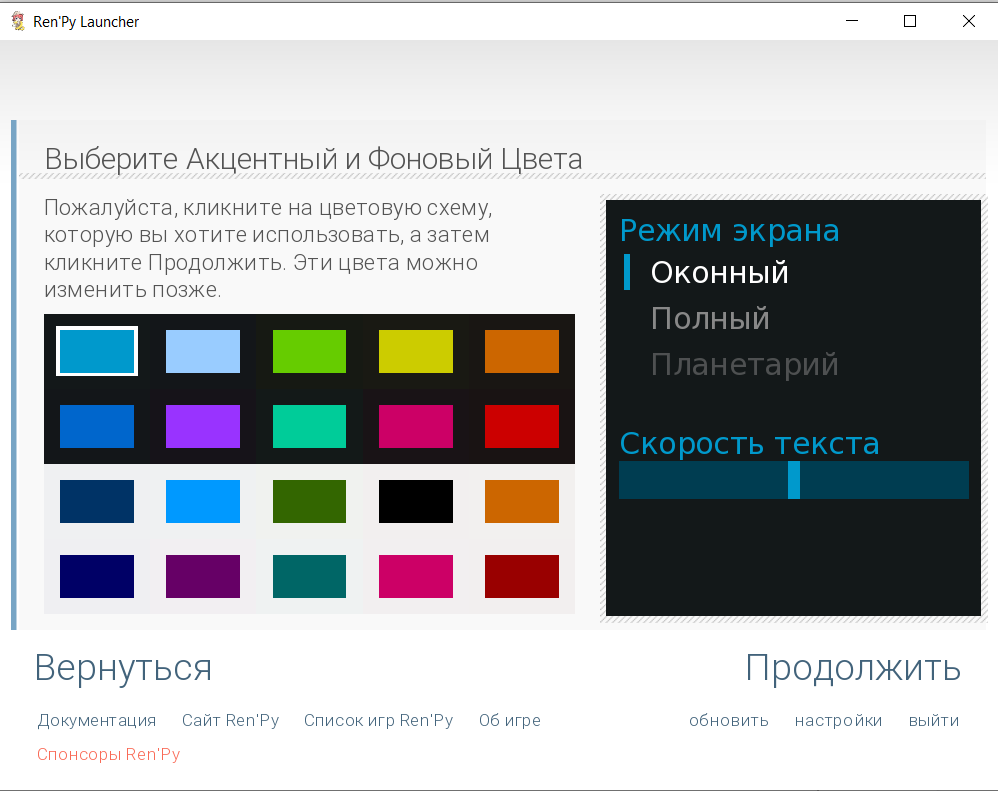 Ren'Py Launcher
Выберите Акцентный и Фоновый Цвета
Пожалуйста, кликните на цветовую схему,
которую вы хотите использовать, а затем
кликните Продолжить. Эти цвета можно
изменить позже.
Режим экрана
Оконный
Полный
Планетарий
Скорость текста
Вернуться
Продолжить
Документация Сайт Ren'Py Список игр Ren'Py Об игре
обновить настройки выйти
Спонсоры Ren'Py